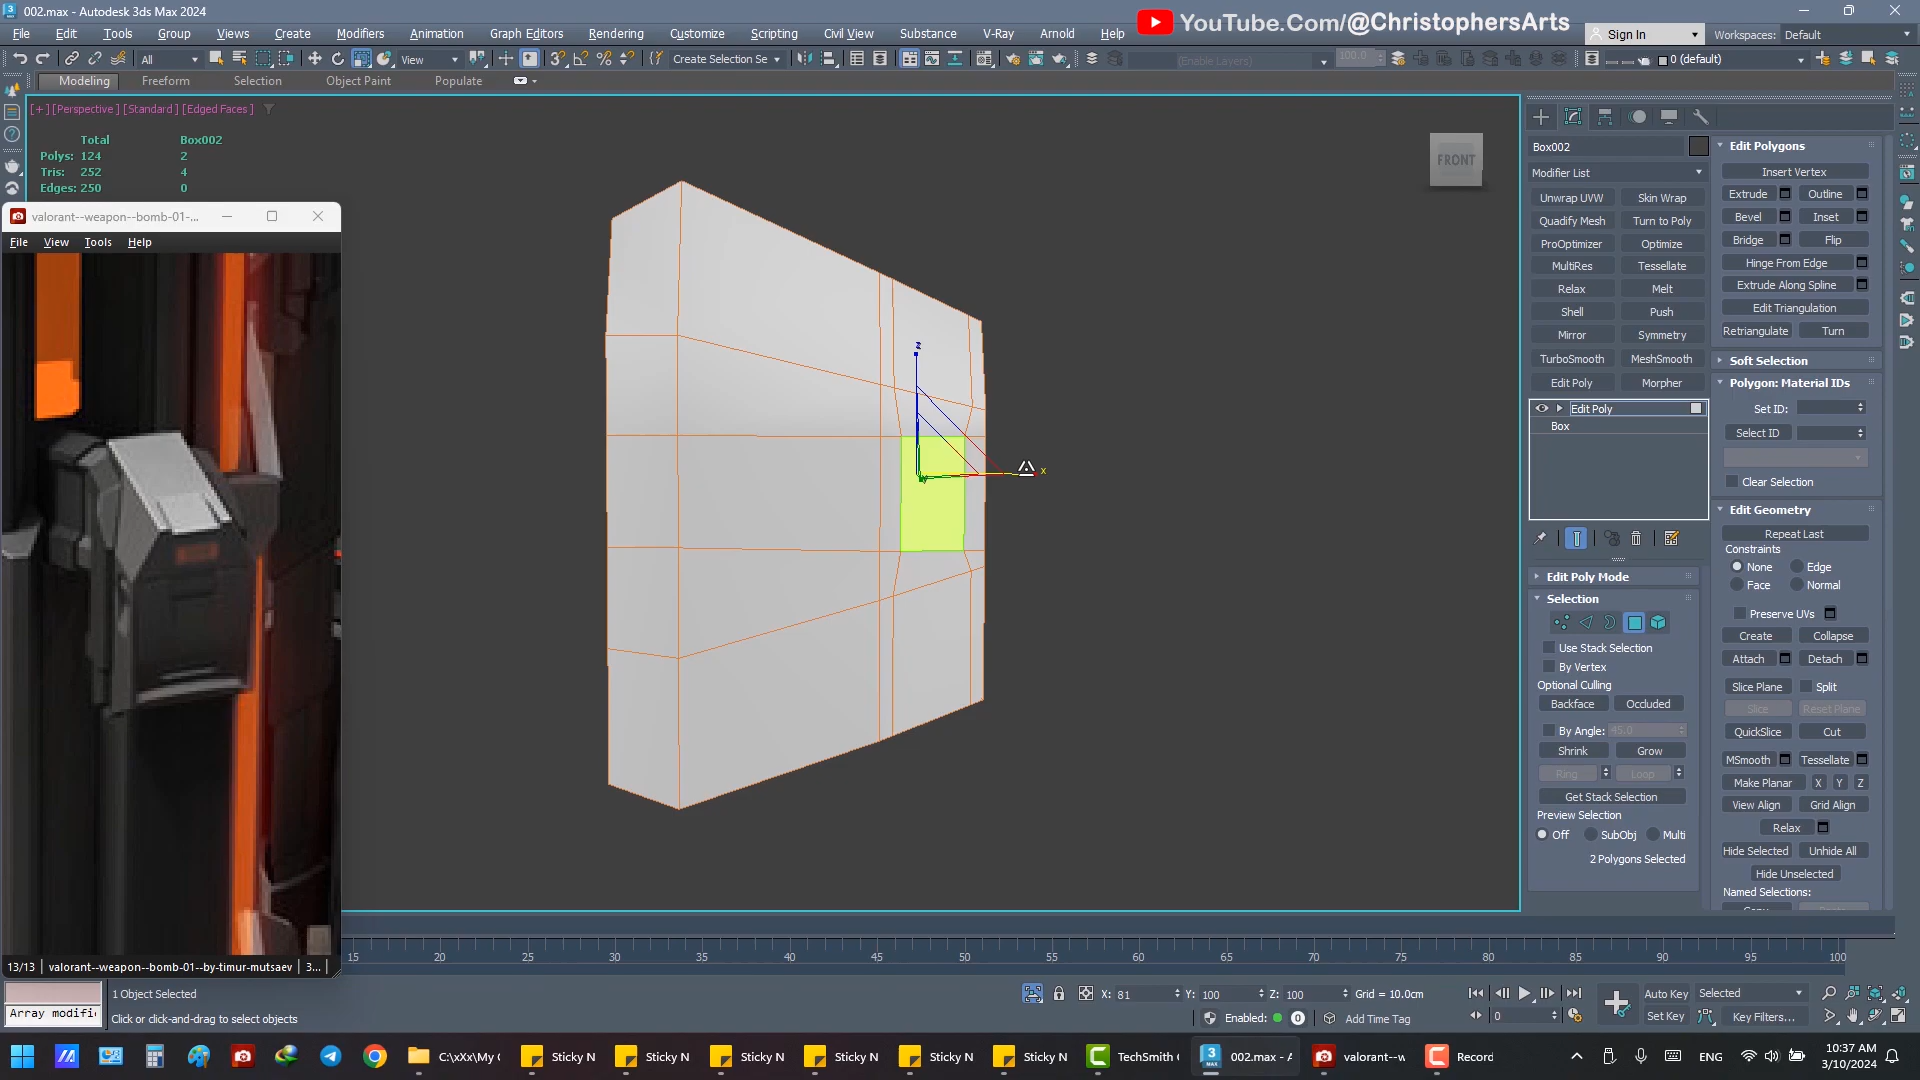 002.max - Autodesk 3ds Max 2024
YouTube.Com/@ChristophersArts
File Edit Tools Group Views Create Modifiers Animation Graph Editors Rendering Customize Scripting Civil View Substance V-Ray Arnold Help
Sign In
Workspaces: Default
All
View
Create Selection Se
(Enable Layers)
100.0
0 (default)
Modeling Freeform Selection Object Paint Populate
[+] [Perspective] [Standard] [Edged Faces]
Total Box002
Polys: 124 2
Tris: 252 4
Edges: 250 0
FRONT
z
x
valorant--weapon--bomb-01-...
File View Tools Help
13/13 valorant--weapon--bomb-01--by-timur-mutsaev 3...
Box002
Modifier List
Unwrap UVW Skin Wrap
Quadify Mesh Turn to Poly
ProOptimizer Optimize
MultiRes Tessellate
Relax Melt
Shell Push
Mirror Symmetry
TurboSmooth MeshSmooth
Edit Poly Morpher
Edit Poly
Box
Edit Poly Mode
Selection
Use Stack Selection
By Vertex
Optional Culling
Backface Occluded
By Angle: 45.0
Shrink Grow
Ring Loop
Get Stack Selection
Preview Selection
Off SubObj Multi
2 Polygons Selected
Edit Polygons
Insert Vertex
Extrude Outline
Bevel Inset
Bridge Flip
Hinge From Edge
Extrude Along Spline
Edit Triangulation
Retriangulate Turn
Soft Selection
Polygon: Material IDs
Set ID:
Select ID
Clear Selection
Edit Geometry
Repeat Last
Constraints
None Edge
Face Normal
Preserve UVs
Create Collapse
Attach Detach
Slice Plane Split
Slice Reset Plane
QuickSlice Cut
MSmooth Tessellate
Make Planar X Y Z
View Align Grid Align
Relax
Hide Selected Unhide All
Hide Unselected
Named Selections:
15 20 25 30 35 40 45 50 55 60 65 70 75 80 85 90 95 100
1 Object Selected
Array modifi
Click or click-and-drag to select objects
X: 81 Y: 100 Z: 100 Grid = 10.0cm
Enabled: 0 Add Time Tag
0
Auto Key Selected
Set Key Key Filters...
C:\xXx\My C Sticky N Sticky N Sticky N Sticky N Sticky N Sticky N TechSmith 002.max - A valorant--w Record
ENG
10:37 AM
3/10/2024